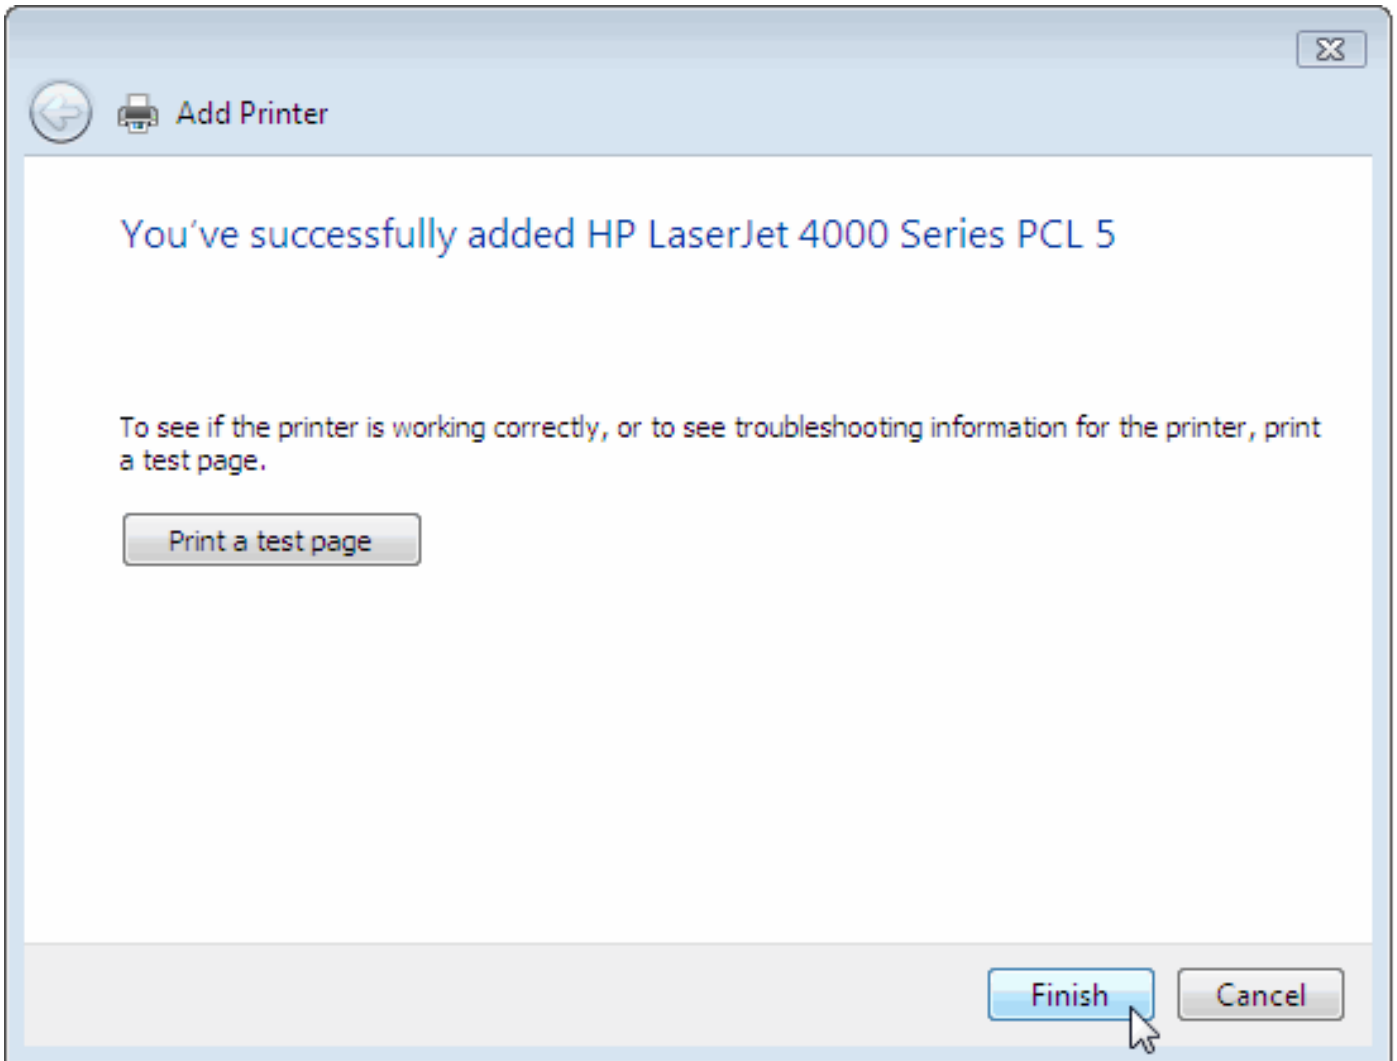 Add Printer
You've successfully added HP LaserJet 4000 Series PCL 5
To see if the printer is working correctly, or to see troubleshooting information for the printer, print
a test page.
Print a test page
Finish
Cancel